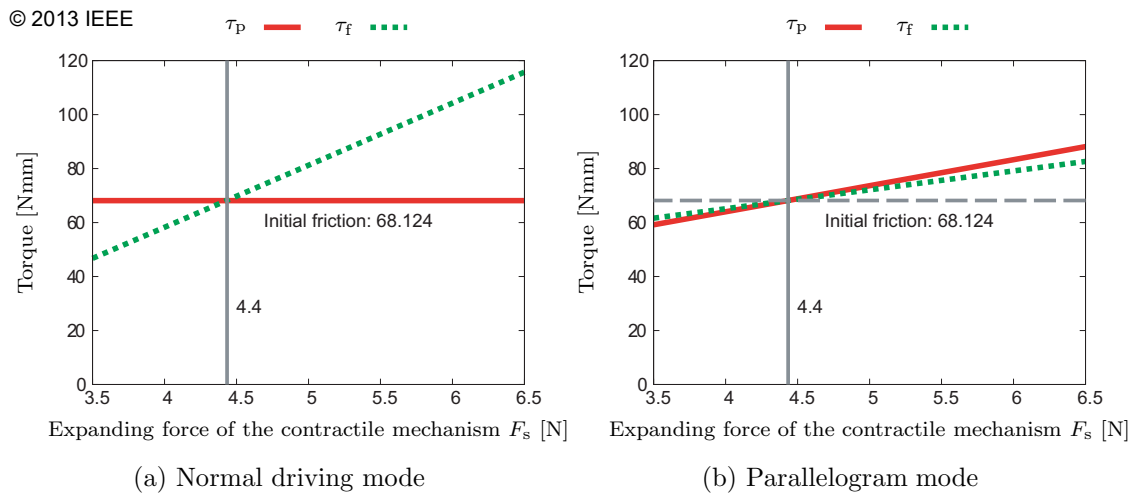 © 2013 IEEE
τp τf
120
100
80
60
40
20
0
Torque [Nmm]
Initial friction: 68.124
4.4
3.5 4 4.5 5 5.5 6 6.5
Expanding force of the contractile mechanism Fs [N]
(a) Normal driving mode
τp τf
120
100
80
60
40
20
0
Torque [Nmm]
Initial friction: 68.124
4.4
3.5 4 4.5 5 5.5 6 6.5
Expanding force of the contractile mechanism Fs [N]
(b) Parallelogram mode